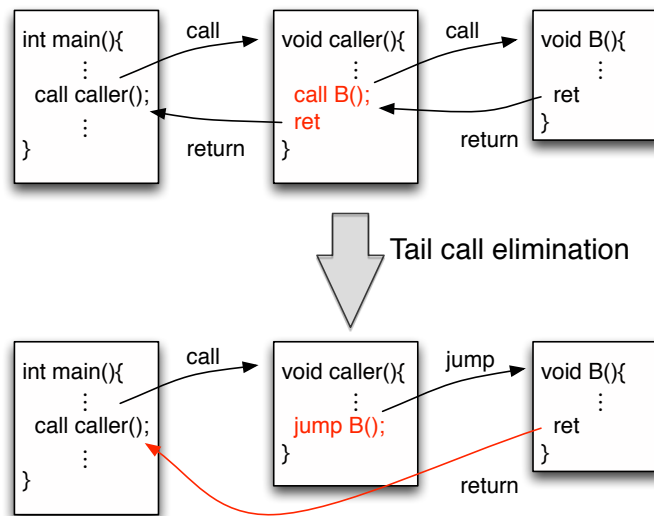 call
call
int main(){
⋮
call caller();
⋮
}
void caller(){
⋮
call B();
ret
}
void B(){
⋮
ret
}
return
return
Tail call elimination
call
jump
int main(){
⋮
call caller();
⋮
}
void caller(){
⋮
jump B();
}
void B(){
⋮
ret
}
return